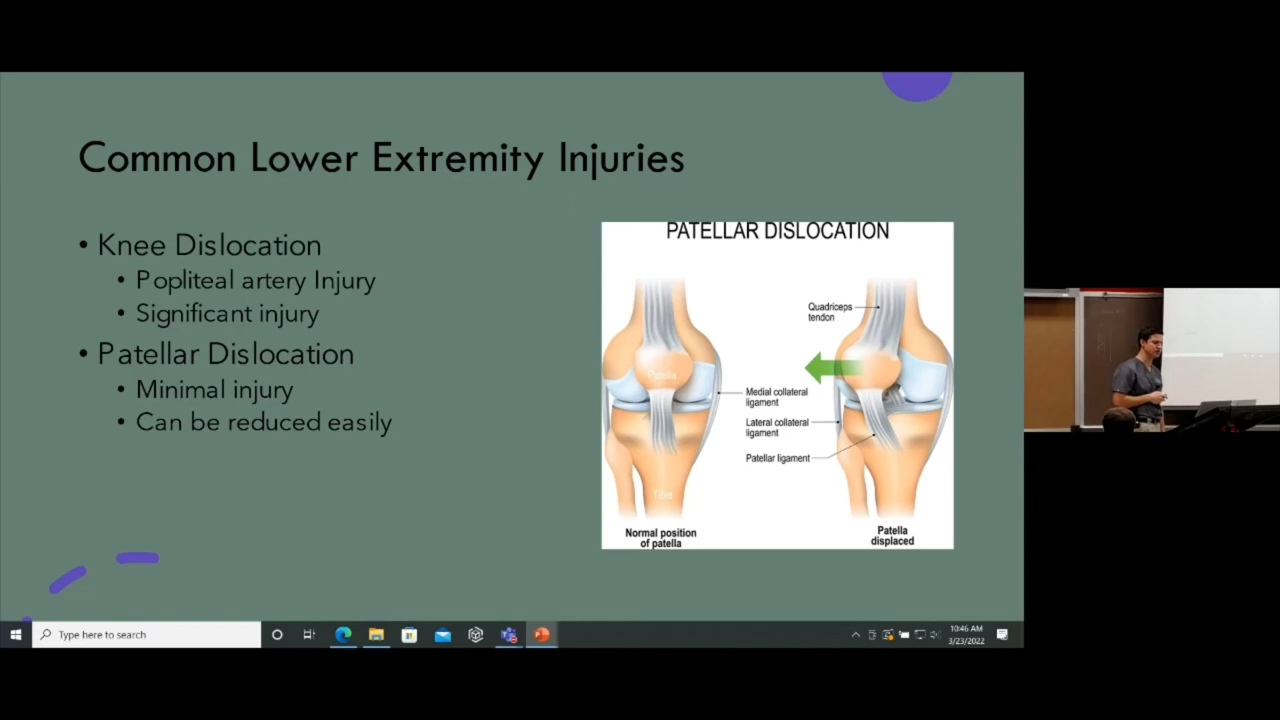 Common Lower Extremity Injuries
• Knee Dislocation
• Popliteal artery Injury
• Significant injury
• Patellar Dislocation
• Minimal injury
• Can be reduced easily
PATELLAR DISLOCATION
Quadriceps
tendon
Patella
Medial collateral
ligament
Lateral collateral
ligament
Patellar ligament
Tibia
Normal position
of patella
Patella
displaced
Type here to search
10:46 AM
3/23/2022